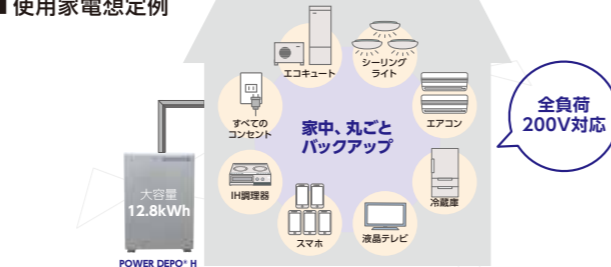 使用家電想定例
エコキュート
シーリング
ライト
すべての
コンセント
エアコン
家中、丸ごと
バックアップ
全負荷
200V対応
大容量
12.8kWh
IH調理器
冷蔵庫
スマホ
液晶テレビ
POWER DEPO® H